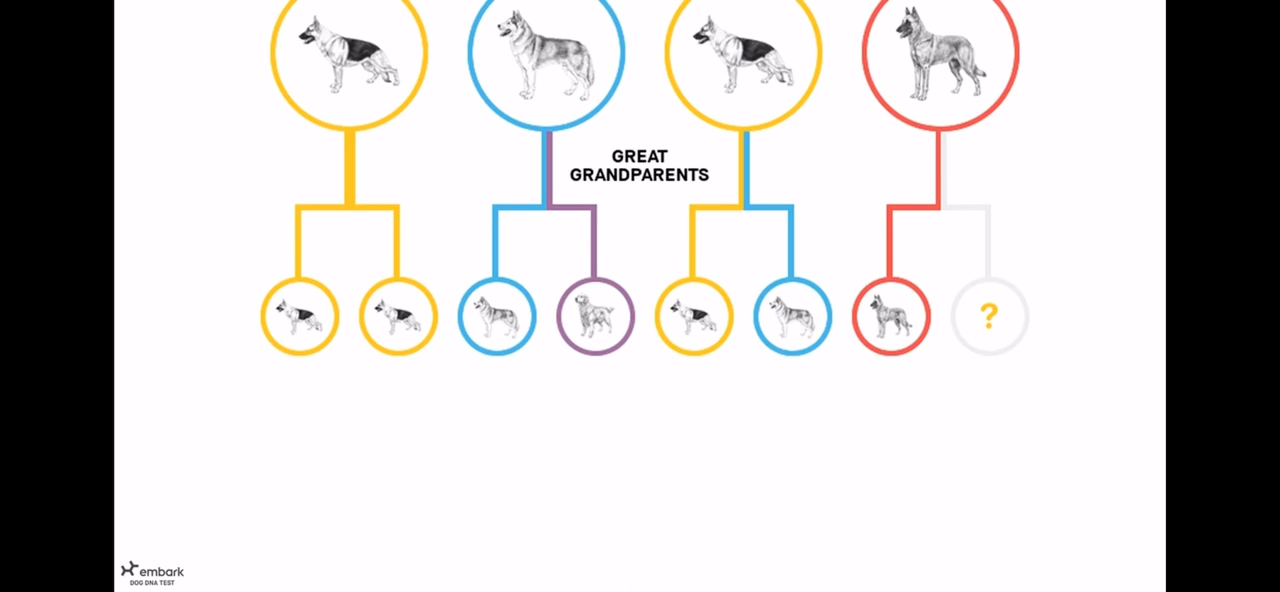 GREAT
GRANDPARENTS
?
embark
DOG DNA TEST